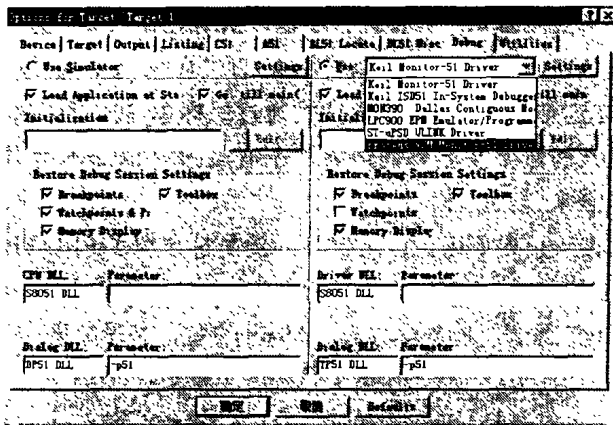 Options for Target 'Target 1'
Device Target Output Listing C51 A51 BL51 Locate BL51 Misc Debug Utilities
Use Simulator Settings Use Keil Monitor-51 Driver Settings
Load Application at Sta Go till main( Load till main
Keil Monitor-51 Driver
Keil ISD51 In-System Debugger
MON390 Dallas Contiguous Mo
LPC900 EPM Emulator/Programm
ST-uPSD ULINK Driver
Initialization Initial
Edit Edit
Restore Debug Session Settings Restore Debug Session Settings
Breakpoints Toolbox Breakpoints Toolbox
Watchpoints & P Watchpoints
Memory Display Memory Display
CPU DLL: Parameter: Driver DLL: Parameter:
S8051 DLL S8051 DLL
Dialog DLL: Parameter: Dialog DLL: Parameter:
DP51 DLL -p51 TP51 DLL -p51
确定 取消 Defaults